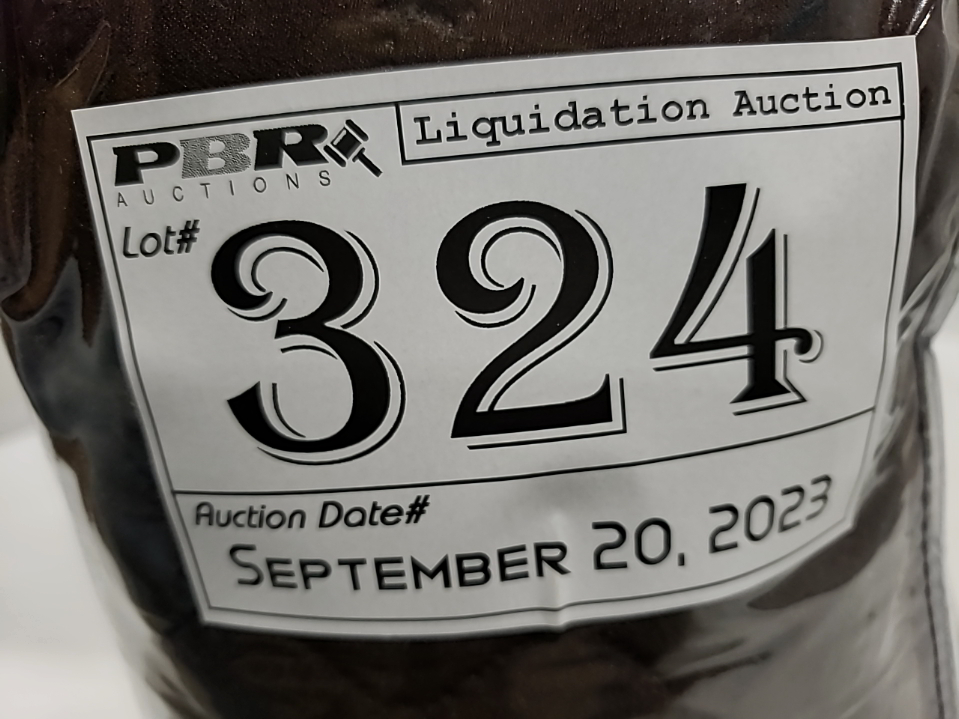 PBR
AUCTIONS
Liquidation Auction
Lot#
324
Auction Date#
SEPTEMBER 20, 2023